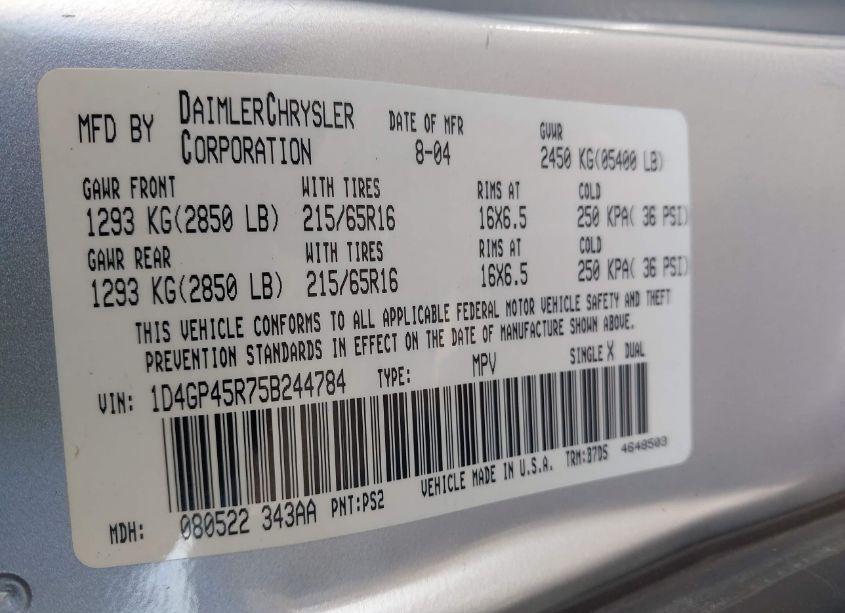 MFD BY DAIMLERCHRYSLER CORPORATION DATE OF MFR 8-04 GVWR 2450 KG(05400 LB)
GAWR FRONT WITH TIRES RIMS AT COLD
1293 KG(2850 LB) 215/65R16 16X6.5 250 KPA( 36 PSI)
GAWR REAR WITH TIRES RIMS AT COLD
1293 KG(2850 LB) 215/65R16 16X6.5 250 KPA( 36 PSI)
THIS VEHICLE CONFORMS TO ALL APPLICABLE FEDERAL MOTOR VEHICLE SAFETY AND THEFT
PREVENTION STANDARDS IN EFFECT ON THE DATE OF MANUFACTURE SHOWN ABOVE.
VIN: 1D4GP45R75B244784 TYPE: MPV SINGLE X DUAL
MDH: 080522 343AA PNT:PS2 VEHICLE MADE IN U.S.A. TRM:B7D5 4648503